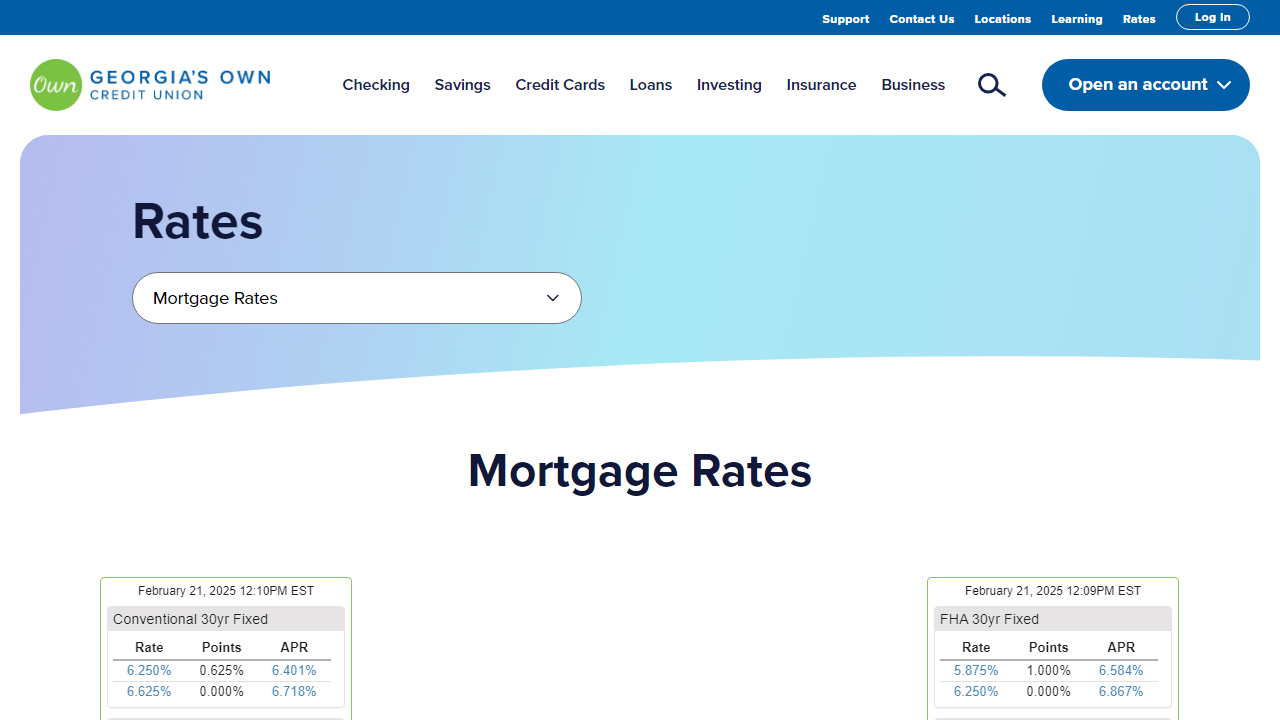 Support Contact Us Locations Learning Rates Log In
Own GEORGIA'S OWN
CREDIT UNION
Checking Savings Credit Cards Loans Investing Insurance Business Open an account
Rates
Mortgage Rates
Mortgage Rates
February 21, 2025 12:10PM EST
Conventional 30yr Fixed
Rate Points APR
6.250% 0.625% 6.401%
6.625% 0.000% 6.718%
February 21, 2025 12:09PM EST
FHA 30yr Fixed
Rate Points APR
5.875% 1.000% 6.584%
6.250% 0.000% 6.867%